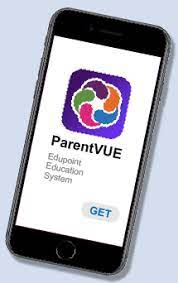 ParentVUE
Edupoint
Education
System
GET